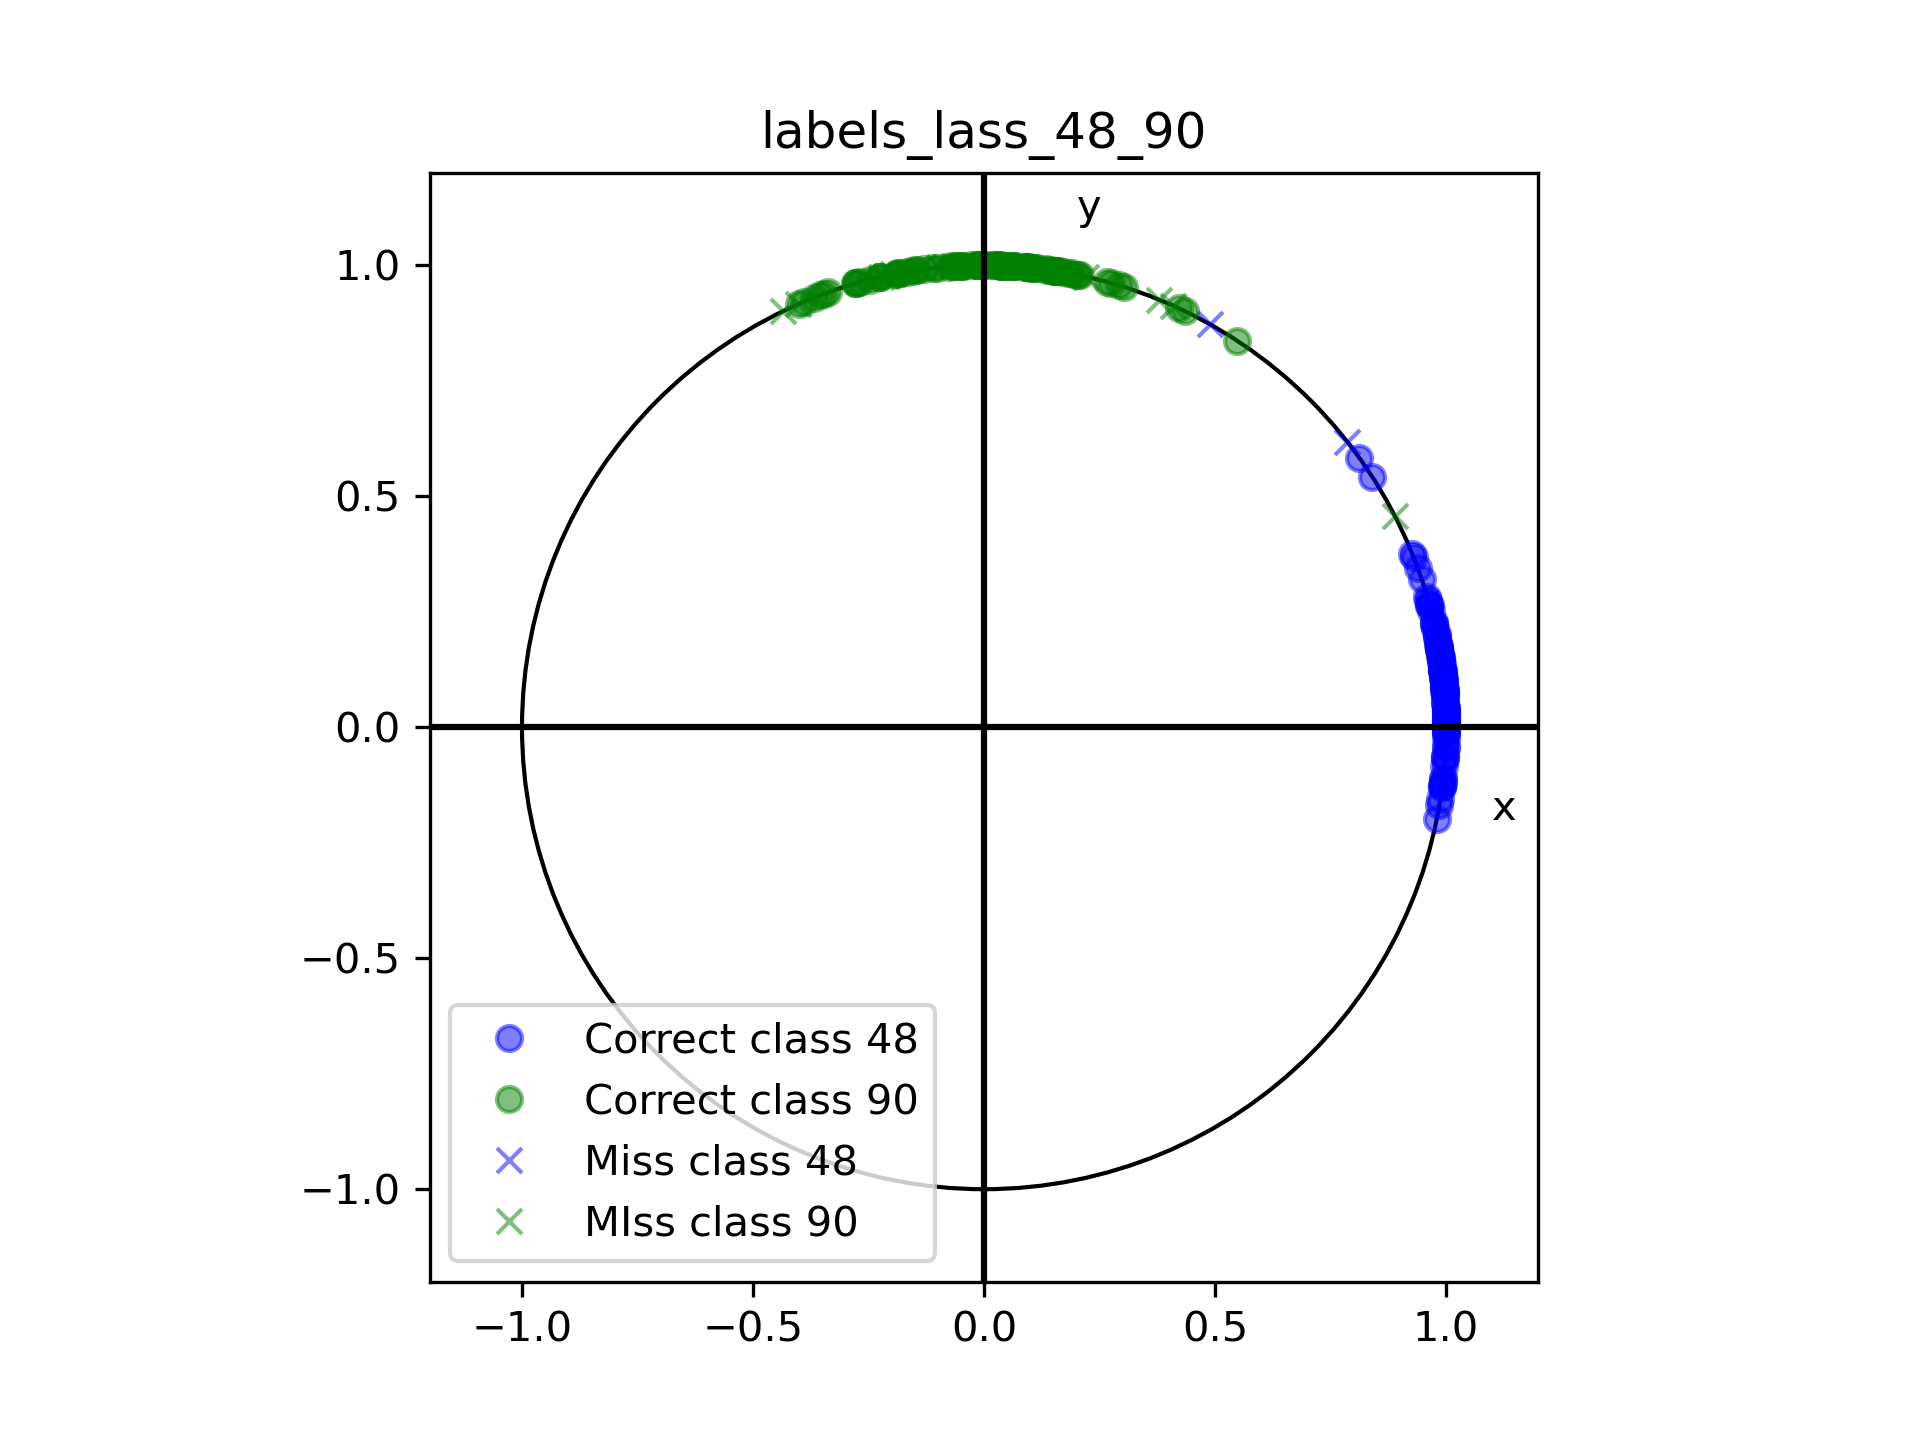 labels_lass_48_90
y
1.0
0.5
0.0
x
−0.5
−1.0
Correct class 48
Correct class 90
Miss class 48
MIss class 90
−1.0 −0.5 0.0 0.5 1.0